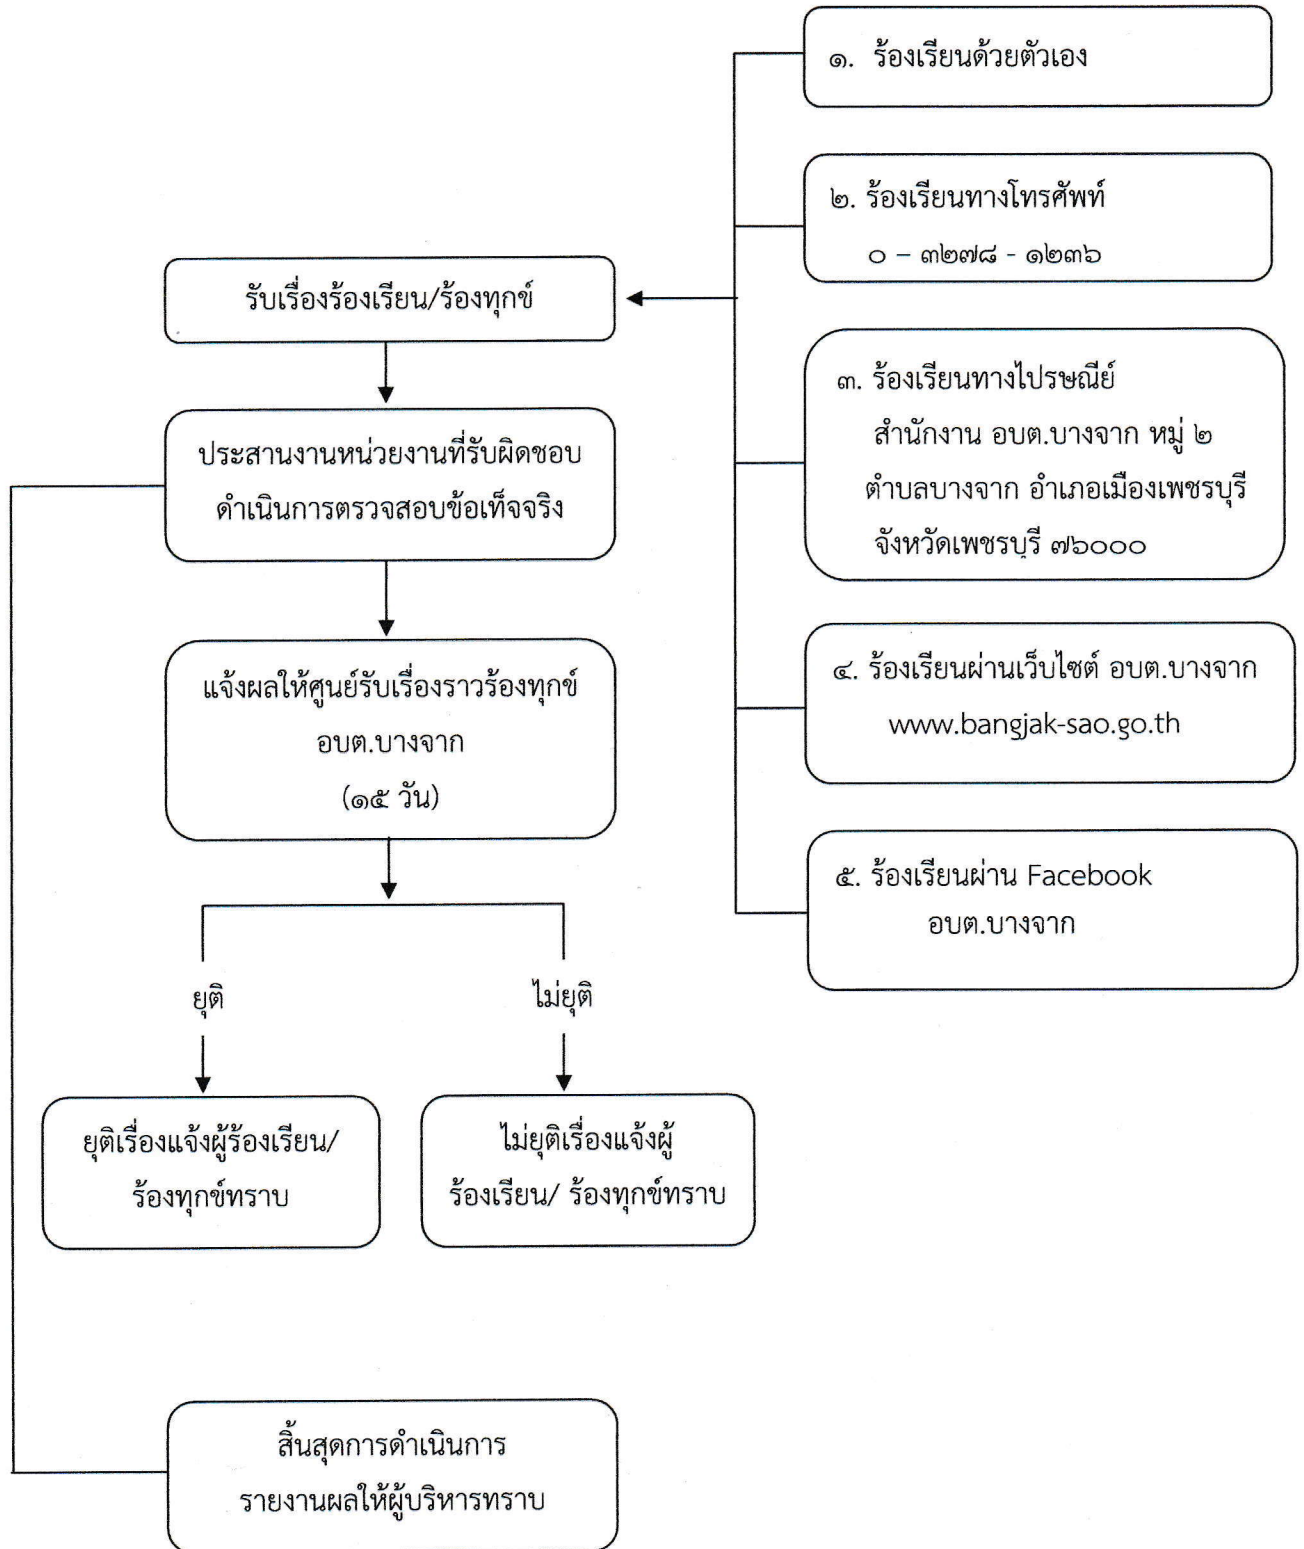 ๑. ร้องเรียนด้วยตัวเอง
๒. ร้องเรียนทางโทรศัพท์
๐ – ๓๒๗๘ - ๑๒๓๖
๓. ร้องเรียนทางไปรษณีย์
สำนักงาน อบต.บางจาก หมู่ ๒
ตำบลบางจาก อำเภอเมืองเพชรบุรี
จังหวัดเพชรบุรี ๗๖๐๐๐
๔. ร้องเรียนผ่านเว็บไซต์ อบต.บางจาก
www.bangjak-sao.go.th
๕. ร้องเรียนผ่าน Facebook
อบต.บางจาก
รับเรื่องร้องเรียน/ร้องทุกข์
ประสานงานหน่วยงานที่รับผิดชอบ
ดำเนินการตรวจสอบข้อเท็จจริง
แจ้งผลให้ศูนย์รับเรื่องราวร้องทุกข์
อบต.บางจาก
(๑๕ วัน)
ยุติ
ไม่ยุติ
ยุติเรื่องแจ้งผู้ร้องเรียน/
ร้องทุกข์ทราบ
ไม่ยุติเรื่องแจ้งผู้
ร้องเรียน/ ร้องทุกข์ทราบ
สิ้นสุดการดำเนินการ
รายงานผลให้ผู้บริหารทราบ